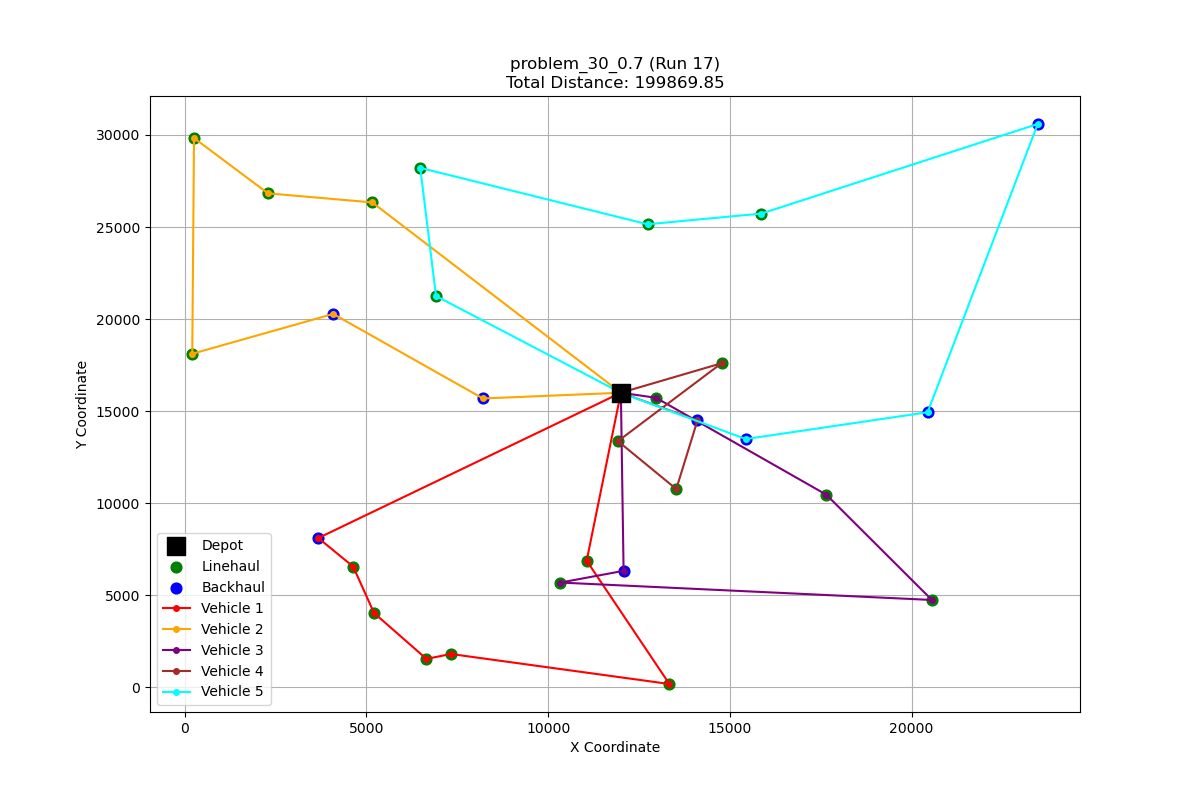 problem_30_0.7 (Run 17)
Total Distance: 199869.85
30000
25000
20000
15000
10000
5000
0
Y Coordinate
Depot
Linehaul
Backhaul
Vehicle 1
Vehicle 2
Vehicle 3
Vehicle 4
Vehicle 5
0
5000
10000
15000
20000
X Coordinate